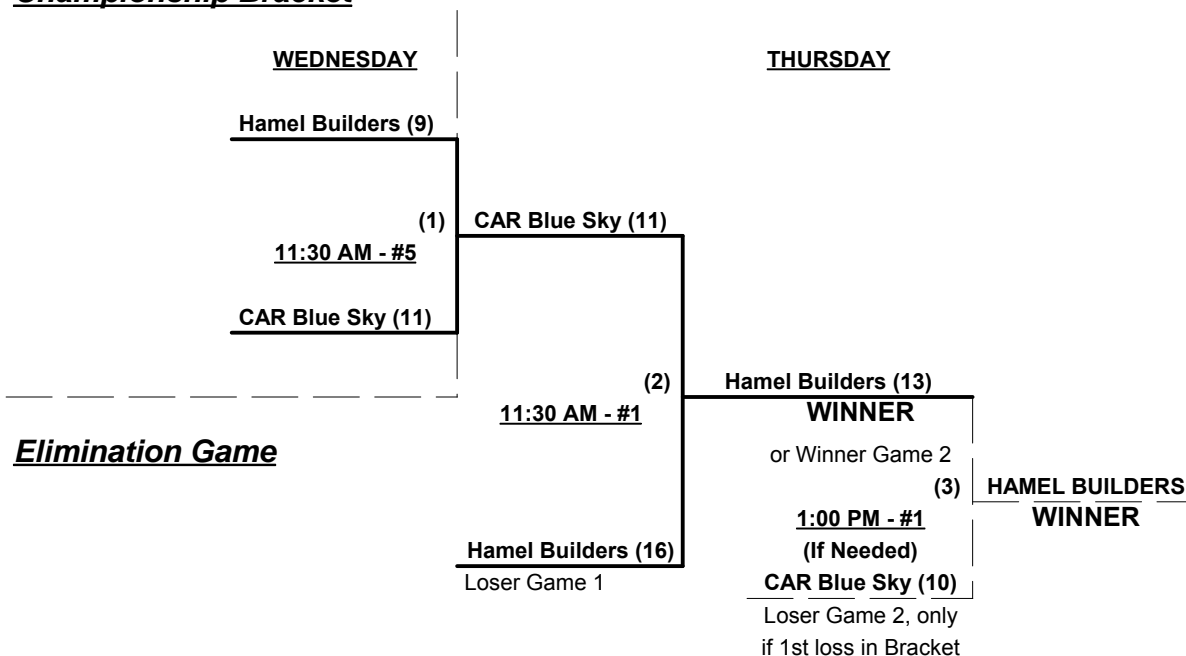 Championship Bracket
WEDNESDAY
THURSDAY
Hamel Builders (9)
(1)
CAR Blue Sky (11)
11:30 AM - #5
CAR Blue Sky (11)
(2)
Hamel Builders (13)
11:30 AM - #1
WINNER
Elimination Game
or Winner Game 2
(3)
HAMEL BUILDERS
1:00 PM - #1
WINNER
(If Needed)
Hamel Builders (16)
Loser Game 1
CAR Blue Sky (10)
Loser Game 2, only
if 1st loss in Bracket